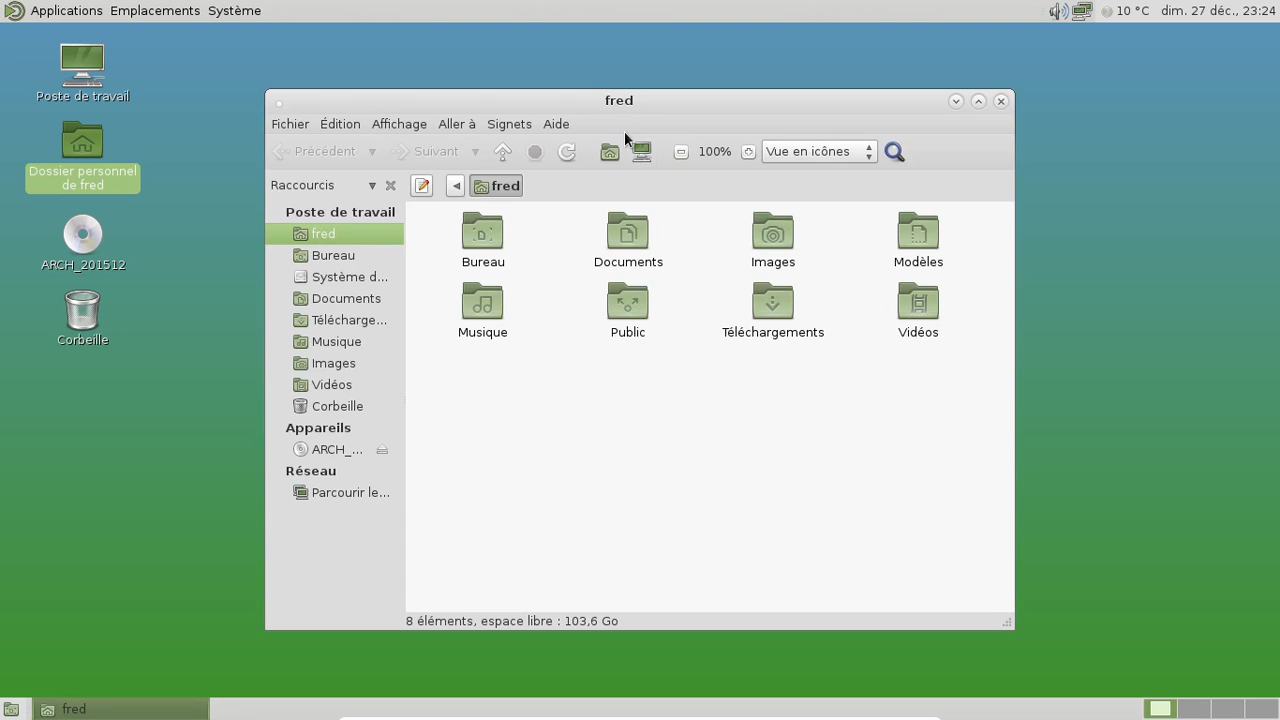 Applications Emplacements Système 10 °C dim. 27 déc., 23:24
Poste de travail
Dossier personnel
de fred
ARCH_201512
Corbeille
fred
Fichier Édition Affichage Aller à Signets Aide
Précédent Suivant 100% Vue en icônes
Raccourcis fred
Poste de travail
fred
Bureau
Système d...
Documents
Télécharge...
Musique
Images
Vidéos
Corbeille
Appareils
ARCH_...
Réseau
Parcourir le...
Bureau Documents Images Modèles
Musique Public Téléchargements Vidéos
8 éléments, espace libre : 103,6 Go
fred